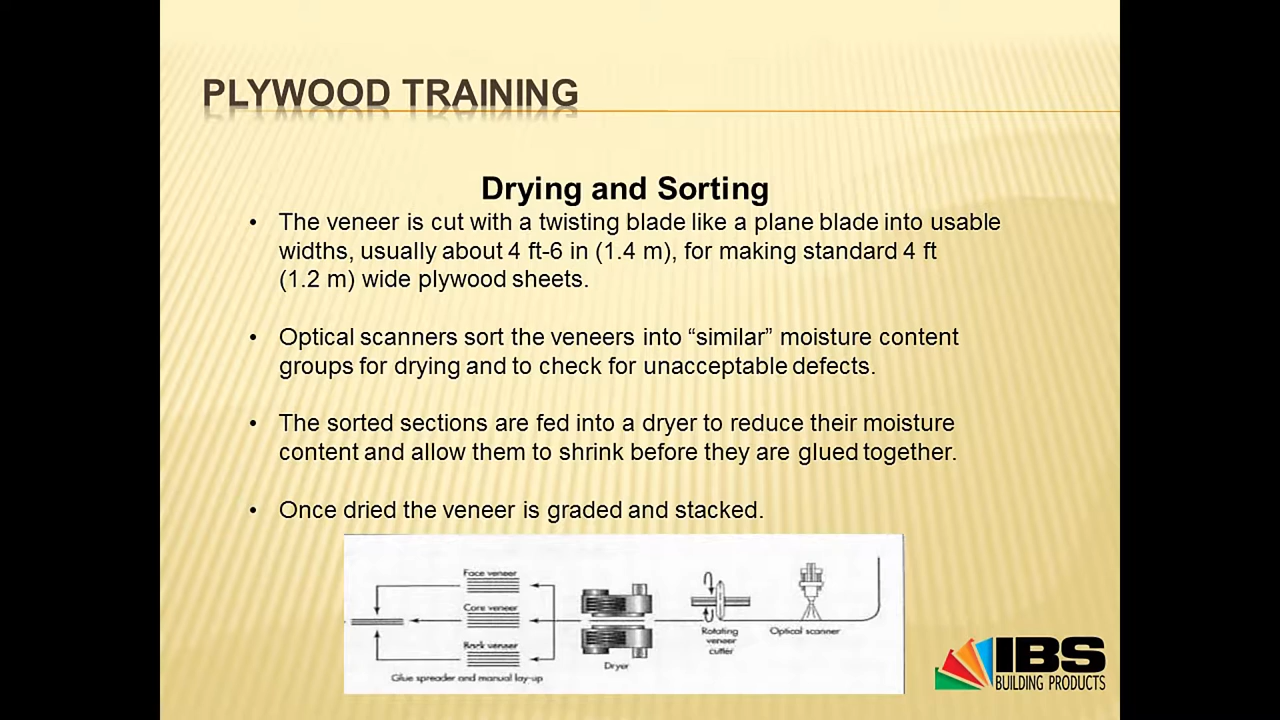 PLYWOOD TRAINING
Drying and Sorting
• The veneer is cut with a twisting blade like a plane blade into usable
widths, usually about 4 ft-6 in (1.4 m), for making standard 4 ft
(1.2 m) wide plywood sheets.
• Optical scanners sort the veneers into “similar” moisture content
groups for drying and to check for unacceptable defects.
• The sorted sections are fed into a dryer to reduce their moisture
content and allow them to shrink before they are glued together.
• Once dried the veneer is graded and stacked.
Face veneer
Core veneer
Back veneer
Glue spreader and manual lay-up
Dryer
Rotating
veneer
cutter
Optical scanner
IBS
BUILDING PRODUCTS